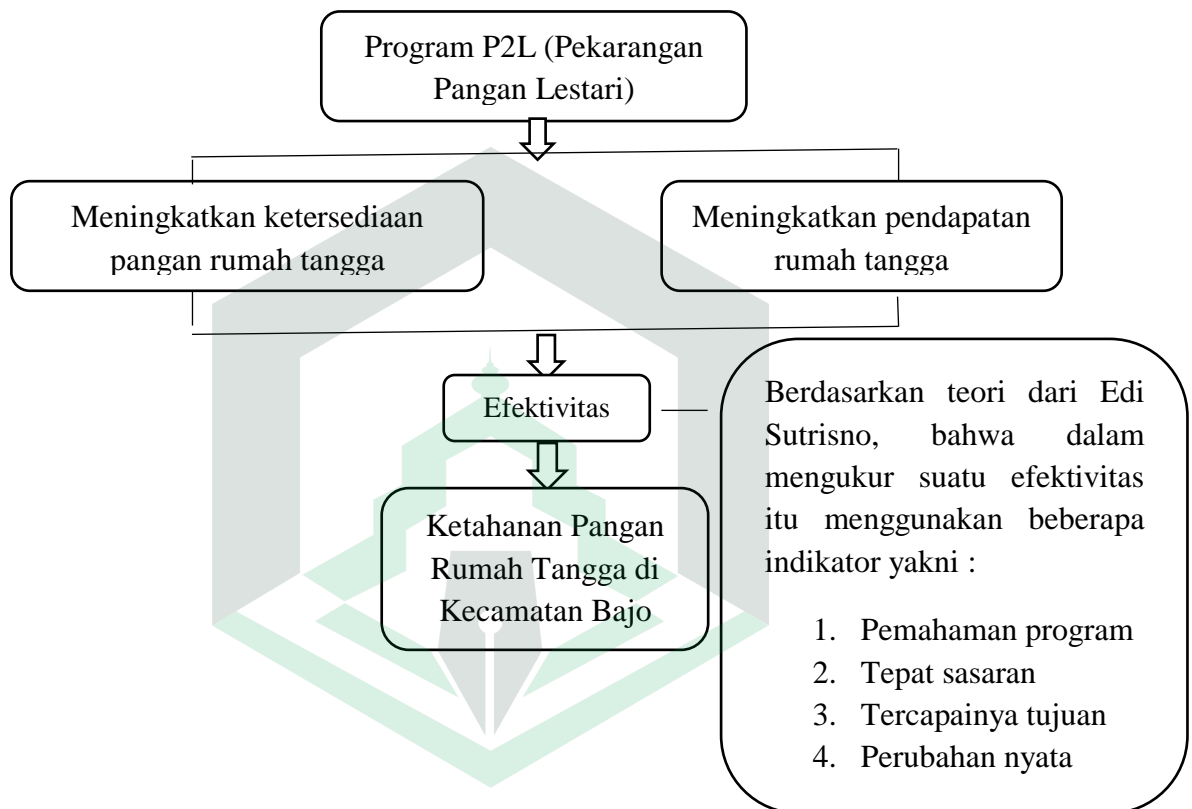 Program P2L (Pekarangan
Pangan Lestari)
Meningkatkan ketersediaan
pangan rumah tangga
Meningkatkan pendapatan
rumah tangga
Efektivitas
Ketahanan Pangan
Rumah Tangga di
Kecamatan Bajo
Berdasarkan teori dari Edi
Sutrisno, bahwa dalam
mengukur suatu efektivitas
itu menggunakan beberapa
indikator yakni :
1. Pemahaman program
2. Tepat sasaran
3. Tercapainya tujuan
4. Perubahan nyata